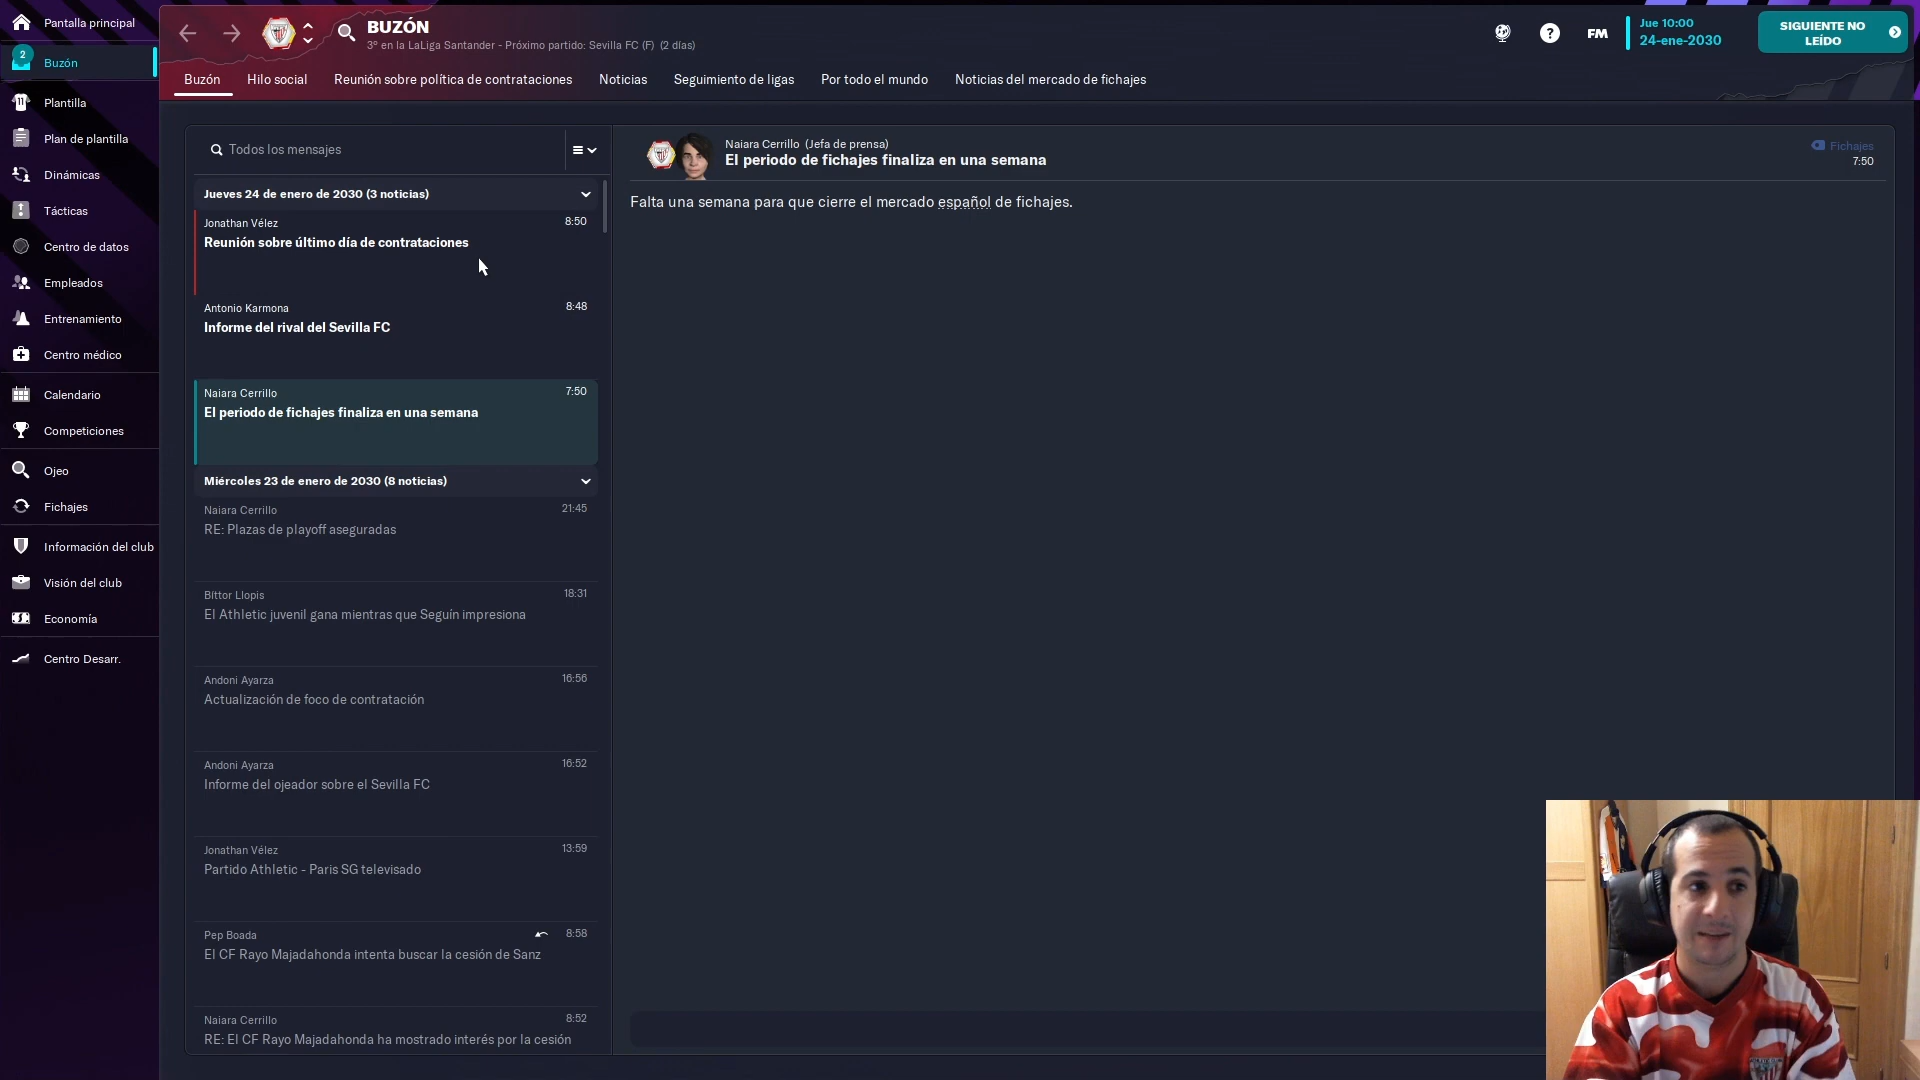 Pantalla principal
2
Buzón
Plantilla
Plan de plantilla
Dinámicas
Tácticas
Centro de datos
Empleados
Entrenamiento
Centro médico
Calendario
Competiciones
Ojeo
Fichajes
Información del club
Visión del club
Economía
Centro Desarr.
BUZÓN
3º en la LaLiga Santander - Próximo partido: Sevilla FC (F) (2 días)
?
FM
Jue 10:00
24-ene-2030
SIGUIENTE NO
LEÍDO
Buzón
Hilo social
Reunión sobre política de contrataciones
Noticias
Seguimiento de ligas
Por todo el mundo
Noticias del mercado de fichajes
Todos los mensajes
Jueves 24 de enero de 2030 (3 noticias)
Jonathan Vélez 8:50
Reunión sobre último día de contrataciones
Antonio Karmona 8:48
Informe del rival del Sevilla FC
Naiara Cerrillo 7:50
El periodo de fichajes finaliza en una semana
Miércoles 23 de enero de 2030 (8 noticias)
Naiara Cerrillo 21:45
RE: Plazas de playoff aseguradas
Bittor Llopis 18:31
El Athletic juvenil gana mientras que Seguín impresiona
Andoni Ayarza 16:56
Actualización de foco de contratación
Andoni Ayarza 16:52
Informe del ojeador sobre el Sevilla FC
Jonathan Vélez 13:59
Partido Athletic - Paris SG televisado
Pep Boada 8:58
El CF Rayo Majadahonda intenta buscar la cesión de Sanz
Naiara Cerrillo 8:52
RE: El CF Rayo Majadahonda ha mostrado interés por la cesión
Naiara Cerrillo (Jefa de prensa)
El periodo de fichajes finaliza en una semana
Fichajes
7:50
Falta una semana para que cierre el mercado español de fichajes.